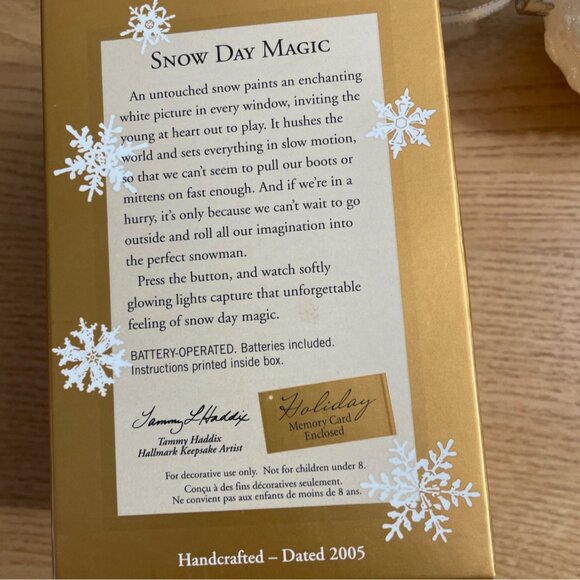 SNOW DAY MAGIC
An untouched snow paints an enchanting
white picture in every window, inviting the
young at heart out to play. It hushes the
world and sets everything in slow motion,
so that we can't seem to pull our boots or
mittens on fast enough. And if we're in a
hurry, it's only because we can't wait to go
outside and roll all our imagination into
the perfect snowman.
Press the button, and watch softly
glowing lights capture that unforgettable
feeling of snow day magic.
BATTERY-OPERATED. Batteries included.
Instructions printed inside box.
Tammy L Haddix
Tammy Haddix
Hallmark Keepsake Artist
Holiday
Memory Card
Enclosed
For decorative use only. Not for children under 8.
Conçu à des fins décoratives seulement.
Ne convient pas aux enfants de moins de 8 ans.
Handcrafted – Dated 2005